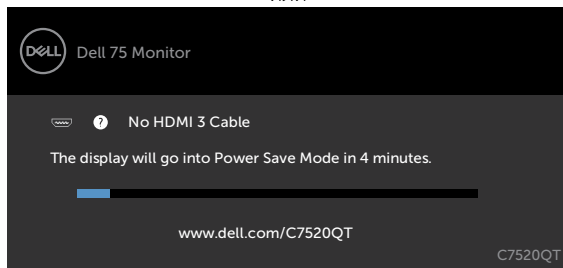 DELL Dell 75 Monitor
? No HDMI 3 Cable
The display will go into Power Save Mode in 4 minutes.
www.dell.com/C7520QT
C7520QT